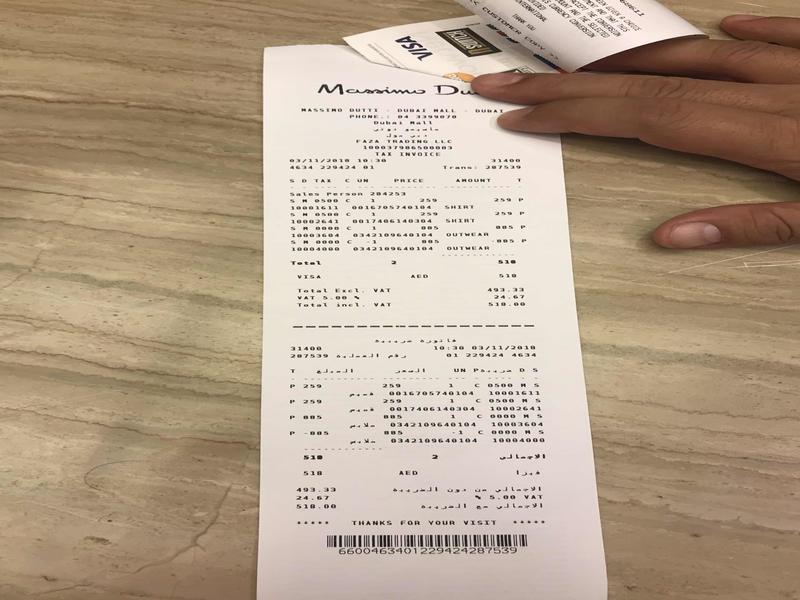 CUSTOMER COPY
THANK YOU
VISA
Massimo Du
MASSIMO DUTTI - DUBAI MALL - DUBAI
PHONE.: 04 3399070
Dubai Mall
ماسيمو دوتي
دبي مول
FAZA TRADING LLC
100037986500003
TAX INVOICE
03/11/2018 10:30 31400
4634 229424 01 Trans: 287539
S D TAX C UN PRICE AMOUNT T
Sales Person 284253
S M 0500 C 1 259 259 P
10001611 0016705740104 SHIRT
S M 0500 C 1 259 259 P
10002641 0017406140304 SHIRT
S M 0000 C 1 885 885 P
10003604 0342109640104 OUTWEAR
S M 0000 C -1 885 -885 P
10004000 0342109640104 OUTWEAR
Total 2 518
VISA AED 518
Total Excl. VAT 493.33
VAT 5.00 % 24.67
Total incl. VAT 518.00
فاتورة ضريبية
31400 10:30 03/11/2018
287539 رقم العملية 01 229424 4634
T المبلغ السعر UN ضريبة D S
P 259 259 1 C 0500 M S
قميص 0016705740104 10001611
P 259 259 1 C 0500 M S
قميص 0017406140304 10002641
P 885 885 1 C 0000 M S
ملابس 0342109640104 10003604
P -885 885 -1 C 0000 M S
ملابس 0342109640104 10004000
518 2 الاجمالي
518 AED فيزا
493.33 الاجمالي من دون الضريبة
24.67 % 5.00 VAT
518.00 الاجمالي مع الضريبة
***** THANKS FOR YOUR VISIT *****
6600463401229424287539